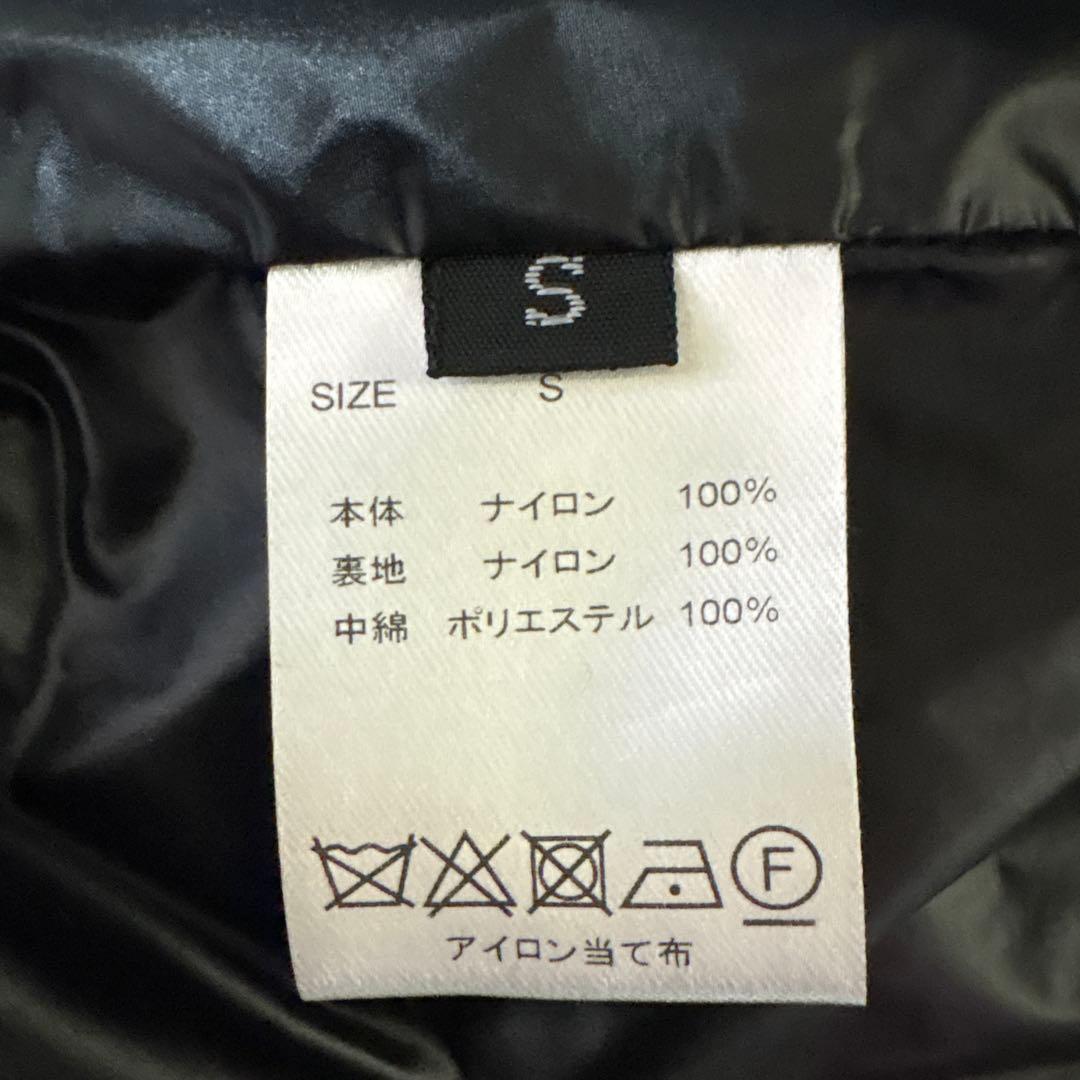 S
SIZE S
本体 ナイロン 100%
裏地 ナイロン 100%
中綿 ポリエステル 100%
F
アイロン当て布